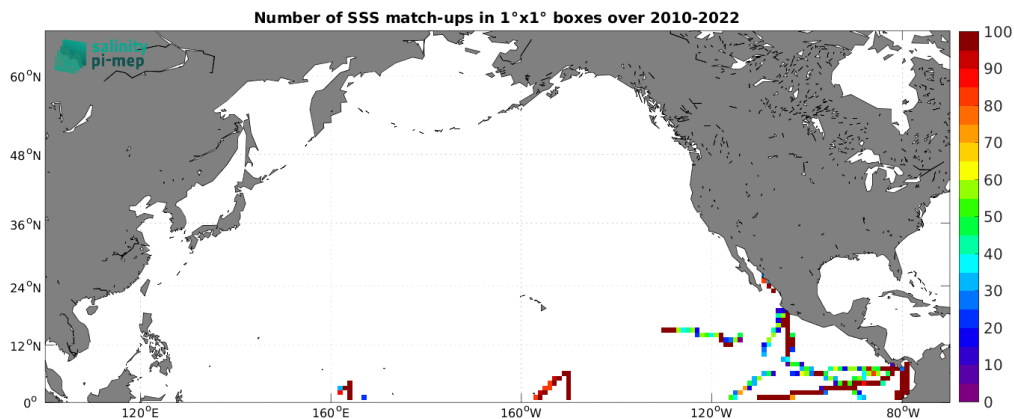 Number of SSS match-ups in 1°x1° boxes over 2010-2022
salinity
pi-mep
60°N
48°N
36°N
24°N
12°N
0°
120°E
160°E
160°W
120°W
80°W
100
90
80
70
60
50
40
30
20
10
0